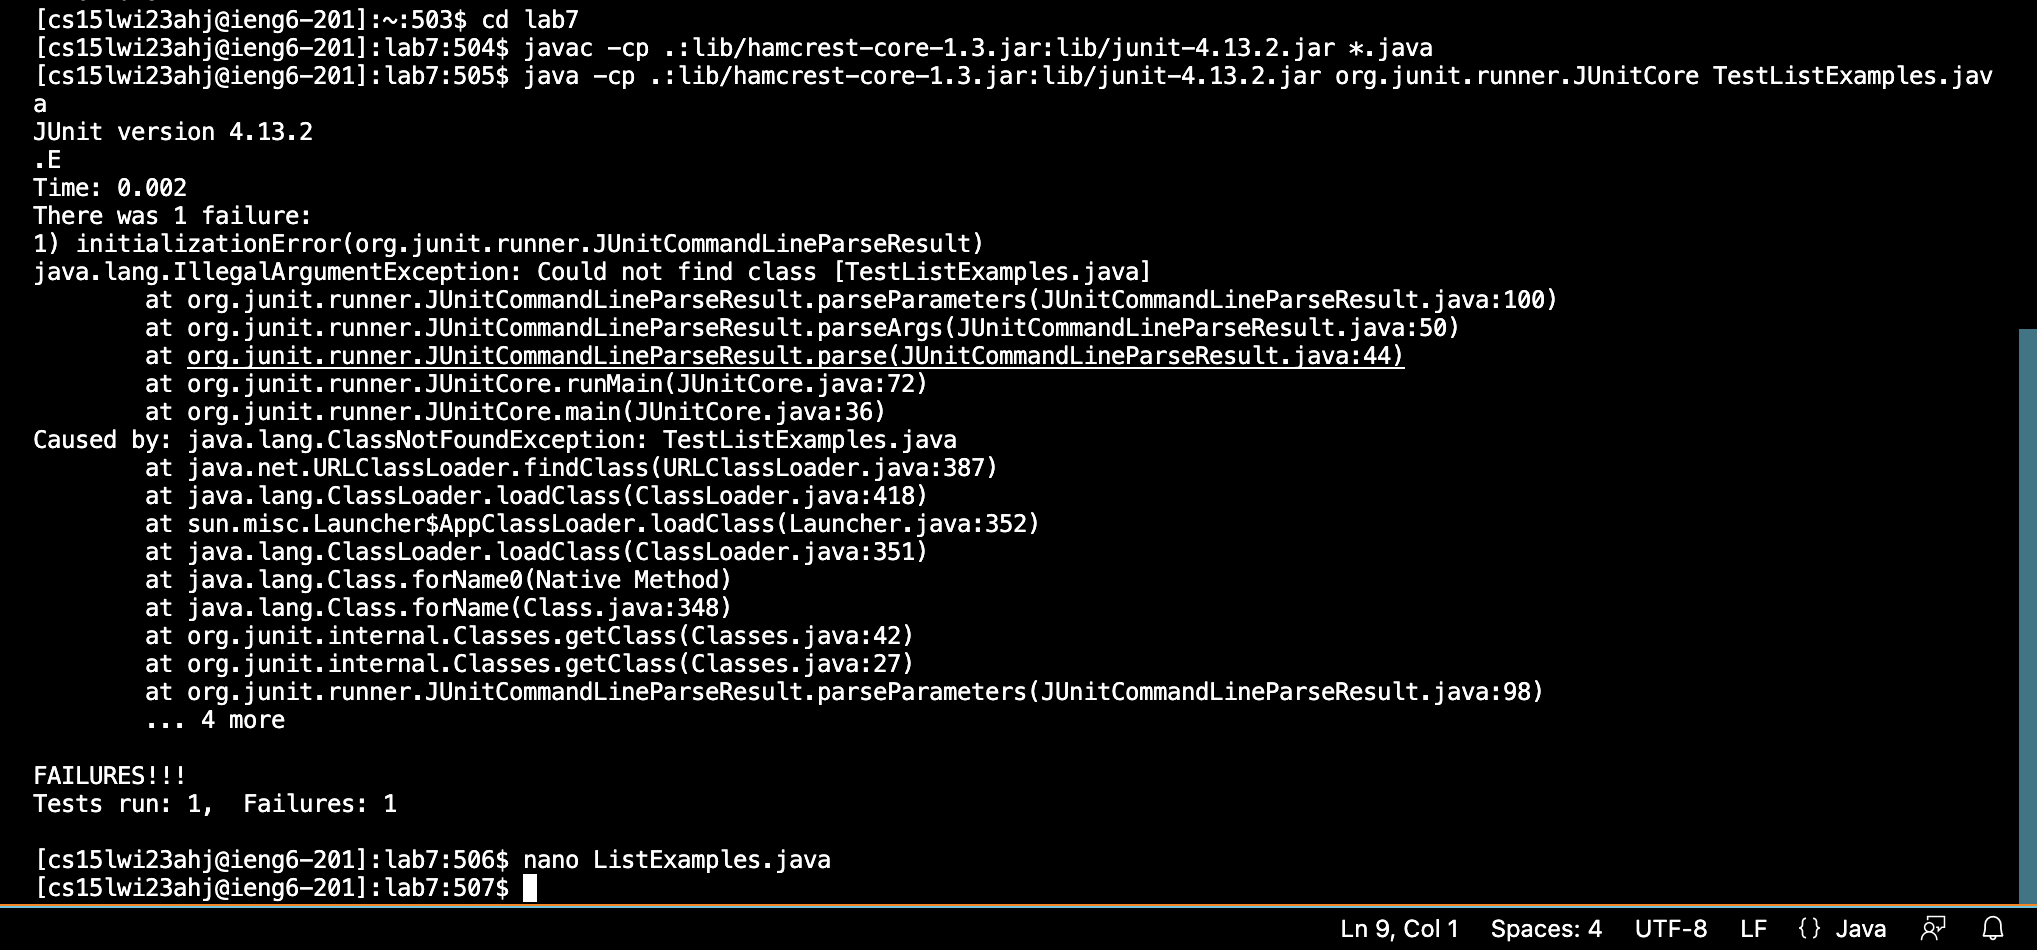 [cs15lwi23ahj@ieng6-201]:~:503$ cd lab7
[cs15lwi23ahj@ieng6-201]:lab7:504$ javac -cp .:lib/hamcrest-core-1.3.jar:lib/junit-4.13.2.jar *.java
[cs15lwi23ahj@ieng6-201]:lab7:505$ java -cp .:lib/hamcrest-core-1.3.jar:lib/junit-4.13.2.jar org.junit.runner.JUnitCore TestListExamples.jav
a
JUnit version 4.13.2
.E
Time: 0.002
There was 1 failure:
1) initializationError(org.junit.runner.JUnitCommandLineParseResult)
java.lang.IllegalArgumentException: Could not find class [TestListExamples.java]
        at org.junit.runner.JUnitCommandLineParseResult.parseParameters(JUnitCommandLineParseResult.java:100)
        at org.junit.runner.JUnitCommandLineParseResult.parseArgs(JUnitCommandLineParseResult.java:50)
        at org.junit.runner.JUnitCommandLineParseResult.parse(JUnitCommandLineParseResult.java:44)
        at org.junit.runner.JUnitCore.runMain(JUnitCore.java:72)
        at org.junit.runner.JUnitCore.main(JUnitCore.java:36)
Caused by: java.lang.ClassNotFoundException: TestListExamples.java
        at java.net.URLClassLoader.findClass(URLClassLoader.java:387)
        at java.lang.ClassLoader.loadClass(ClassLoader.java:418)
        at sun.misc.Launcher$AppClassLoader.loadClass(Launcher.java:352)
        at java.lang.ClassLoader.loadClass(ClassLoader.java:351)
        at java.lang.Class.forName0(Native Method)
        at java.lang.Class.forName(Class.java:348)
        at org.junit.internal.Classes.getClass(Classes.java:42)
        at org.junit.internal.Classes.getClass(Classes.java:27)
        at org.junit.runner.JUnitCommandLineParseResult.parseParameters(JUnitCommandLineParseResult.java:98)
        ... 4 more
FAILURES!!!
Tests run: 1,  Failures: 1
[cs15lwi23ahj@ieng6-201]:lab7:506$ nano ListExamples.java
[cs15lwi23ahj@ieng6-201]:lab7:507$
Ln 9, Col 1 Spaces: 4 UTF-8 LF {} Java